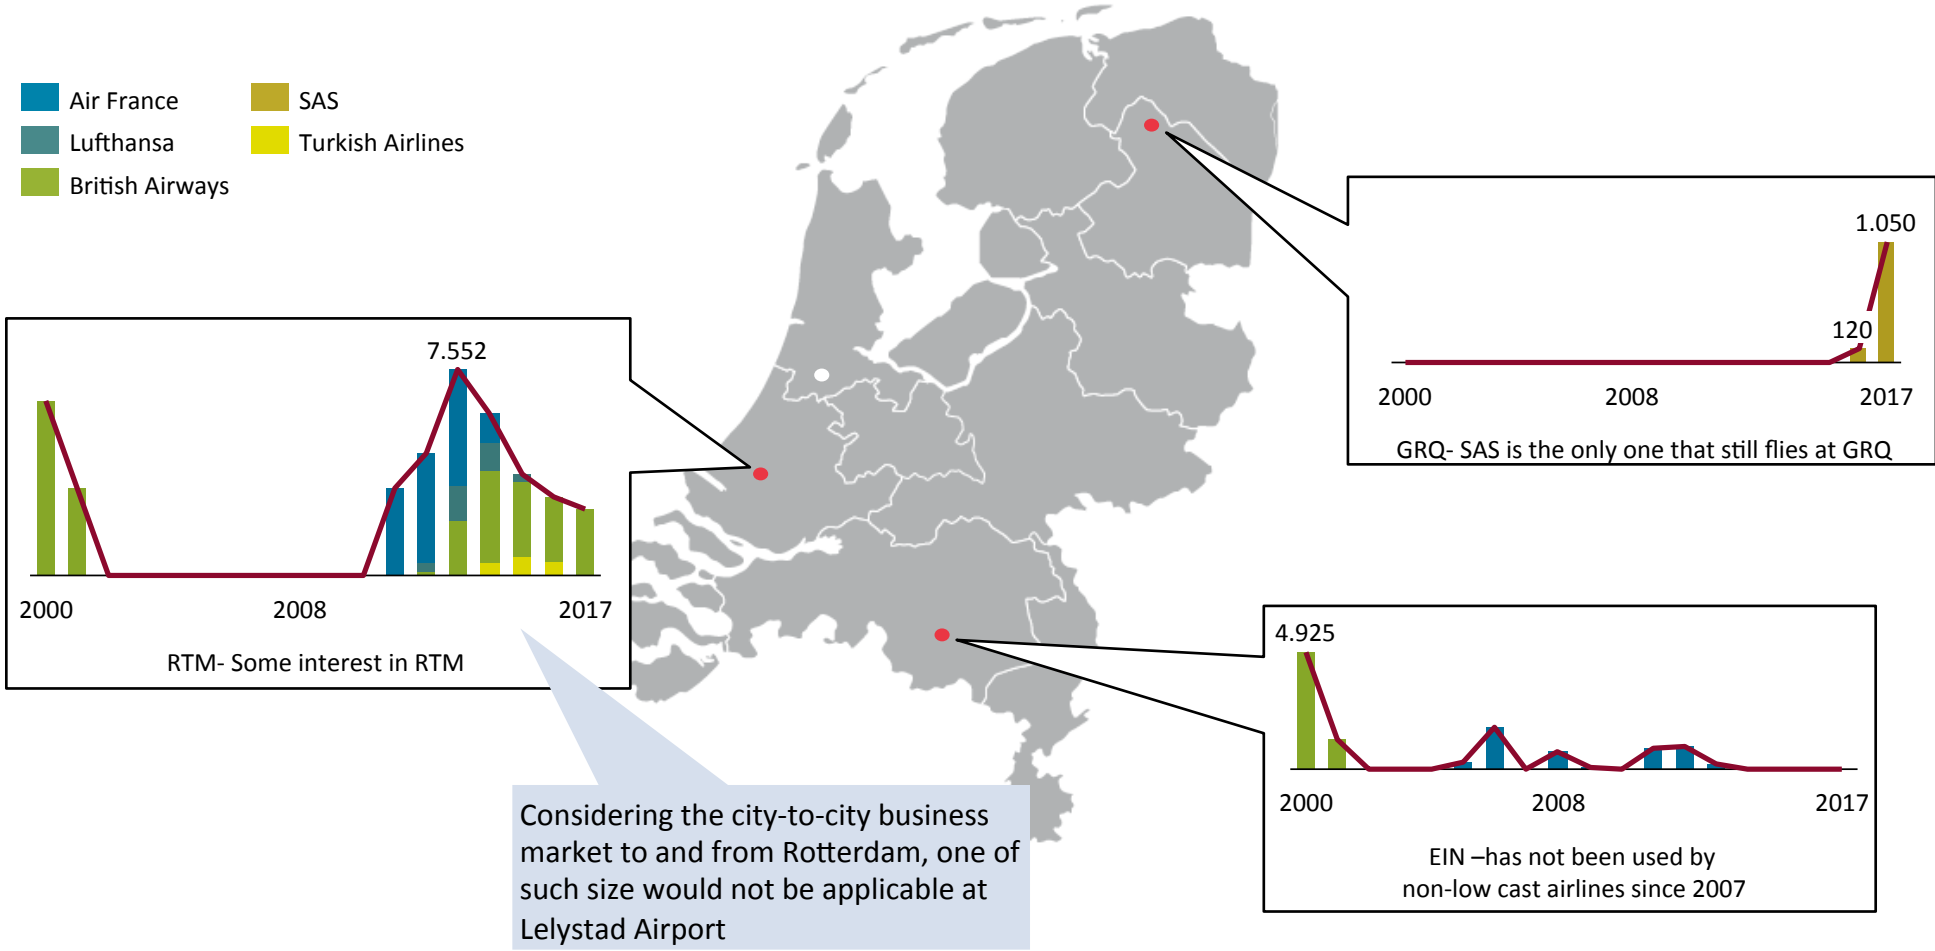 Air France
SAS
Lufthansa
Turkish Airlines
British Airways
1.050
120
2000 2008 2017
GRQ- SAS is the only one that still flies at GRQ
7.552
2000 2008 2017
RTM- Some interest in RTM
4.925
2000 2008 2017
EIN –has not been used by
non-low cast airlines since 2007
Considering the city-to-city business
market to and from Rotterdam, one of
such size would not be applicable at
Lelystad Airport